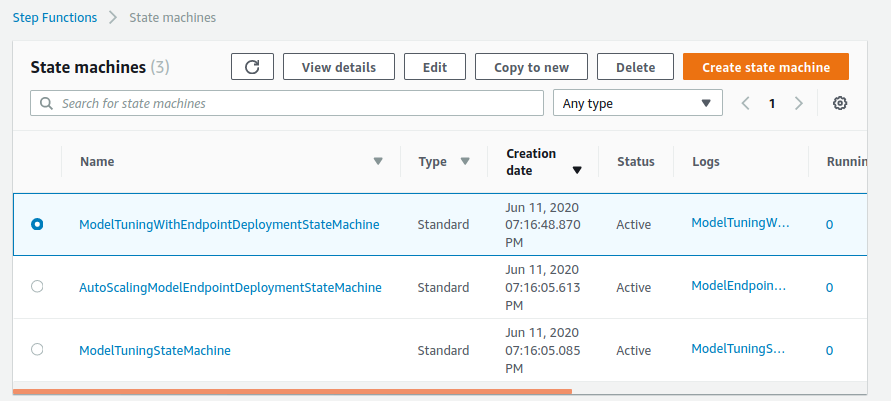 Step Functions > State machines
State machines (3) View details Edit Copy to new Delete Create state machine
Search for state machines Any type 1
Name Type Creation date Status Logs Runnin
ModelTuningWithEndpointDeploymentStateMachine Standard Jun 11, 2020 07:16:48.870 PM Active ModelTuningW... 0
AutoScalingModelEndpointDeploymentStateMachine Standard Jun 11, 2020 07:16:05.613 PM Active ModelEndpoin... 0
ModelTuningStateMachine Standard Jun 11, 2020 07:16:05.085 PM Active ModelTuningS... 0